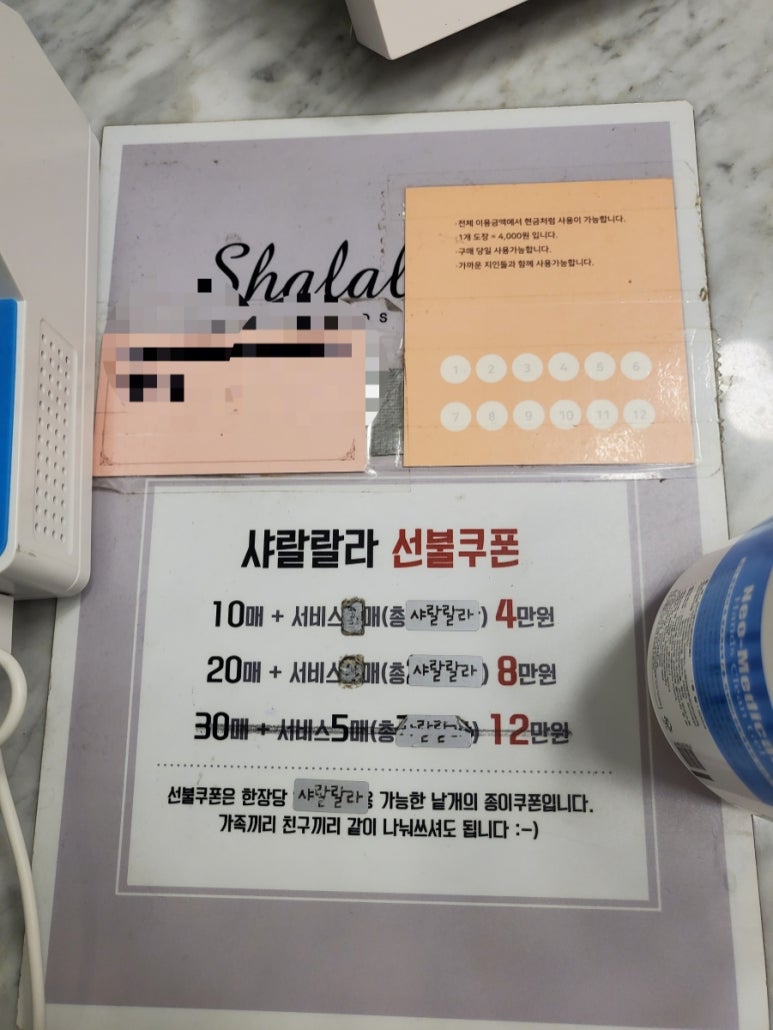 Shalal
·전체 이용금액에서 현금처럼 사용이 가능합니다.
·1개 도장 = 4,000원 입니다.
·구매 당일 사용가능합니다.
·가까운 지인들과 함께 사용가능합니다.
1 2 3 4 5 6
7 8 9 10 11 12
샤랄랄라 선불쿠폰
10매 + 서비스 매(총 샤랄랄라 ) 4만원
20매 + 서비스 매(총 샤랄랄라 ) 8만원
30매 + 서비스5매(총 ) 12만원
선불쿠폰은 한장당 샤랄랄라 가능한 낱개의 종이쿠폰입니다.
가족끼리 친구끼리 같이 나눠쓰셔도 됩니다 :-)
Neo Medical